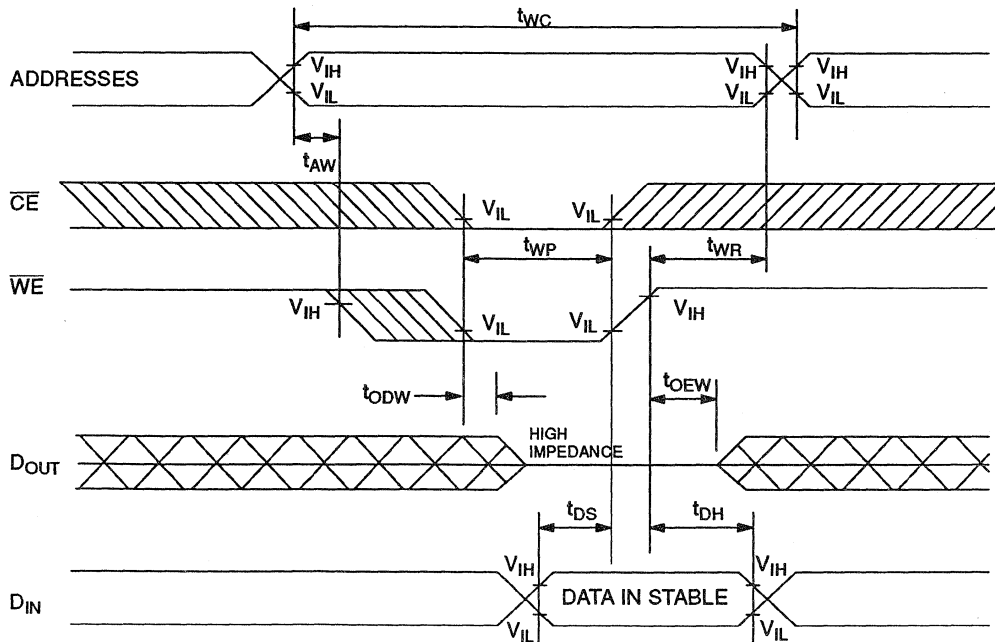 tWC
ADDRESSES
VIH VIH VIH
VIL VIL VIL
tAW
CE
VIL VIL
tWP tWR
WE
VIH VIL VIL VIH
tODW tOEW
DOUT
HIGH
IMPEDANCE
tDS tDH
DIN
VIH VIH
DATA IN STABLE
VIL VIL